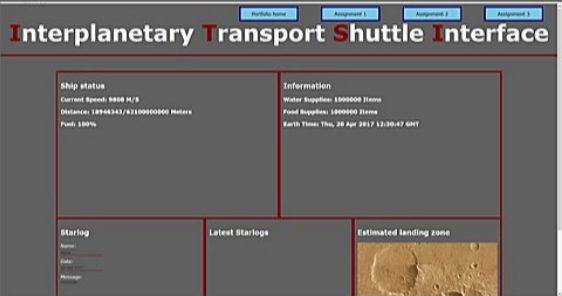 Portfolio home
Assignment 1
Assignment 2
Assignment 3
Interplanetary Transport Shuttle Interface
Ship status
Current Speed: 9808 M/S
Distance: 18946343/62100000000 Meters
Fuel: 100%
Information
Water Supplies: 1000000 Items
Food Supplies: 1000000 Items
Earth Time: Thu, 20 Apr 2017 12:30:47 GMT
Starlog
Name:
Date:
Message:
Latest Starlogs
Estimated landing zone